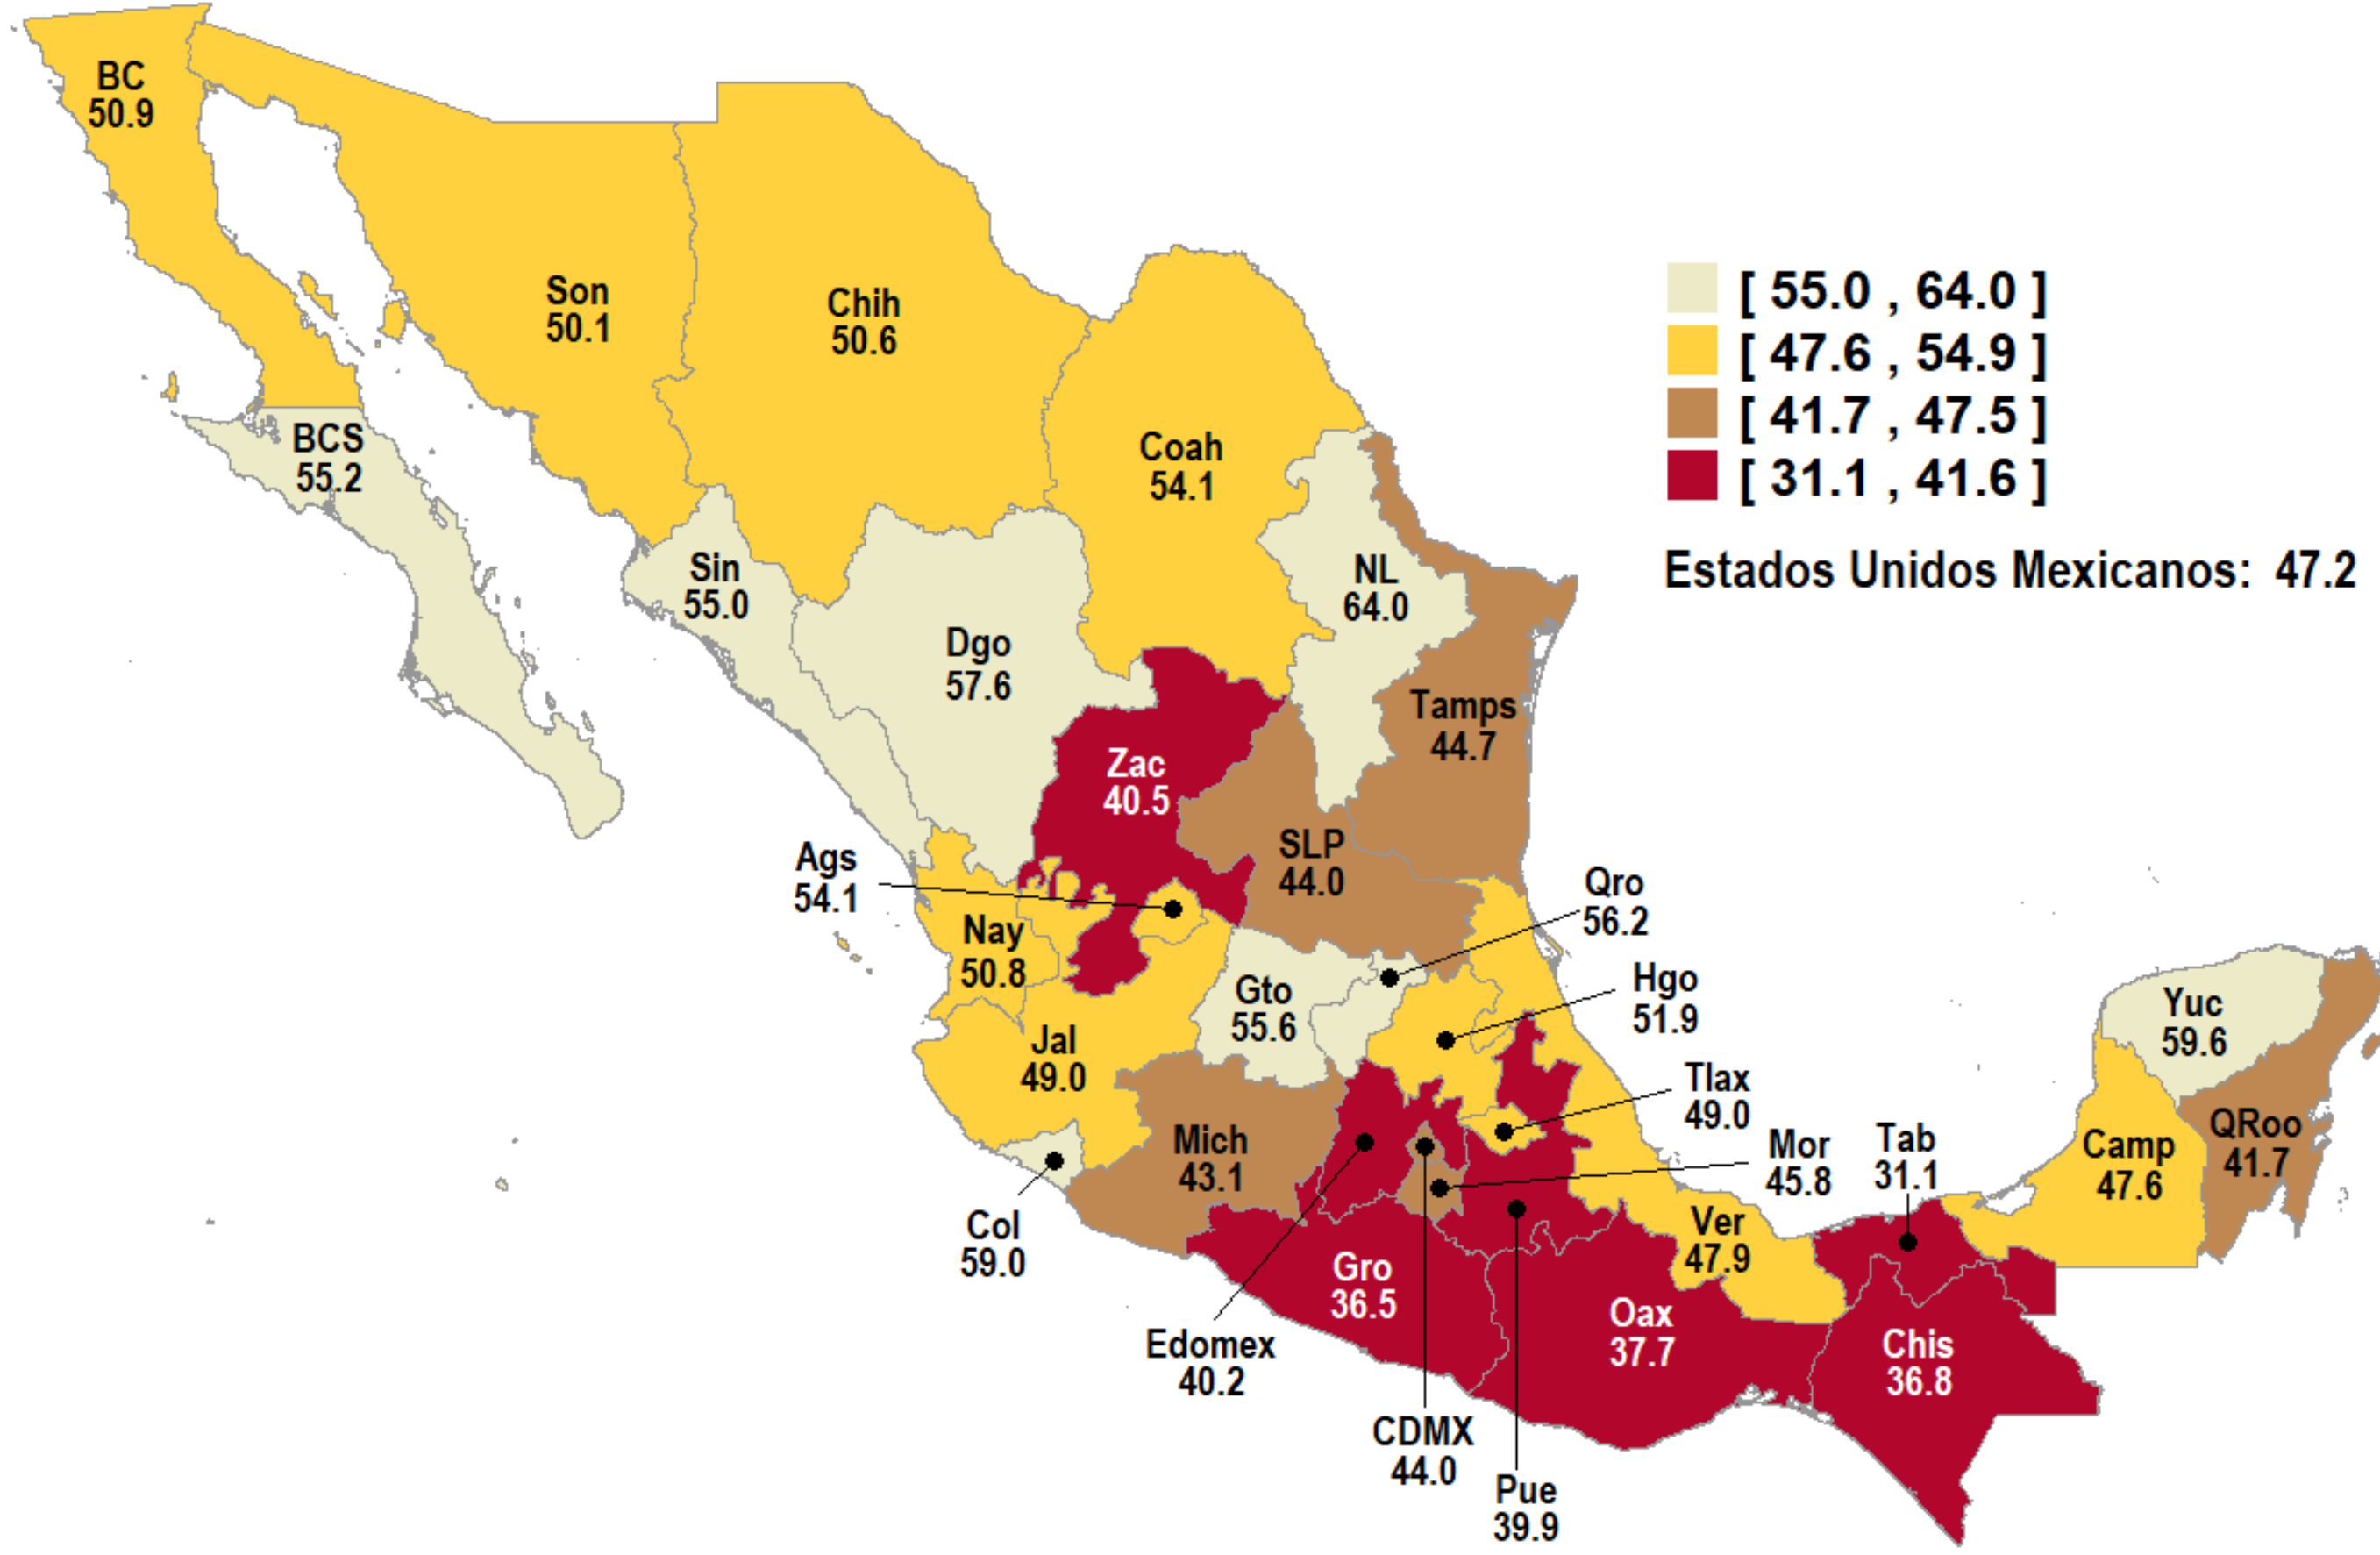 BC
50.9
Son
50.1
Chih
50.6
[ 55.0 , 64.0 ]
[ 47.6 , 54.9 ]
[ 41.7 , 47.5 ]
[ 31.1 , 41.6 ]
Estados Unidos Mexicanos: 47.2
BCS
55.2
Coah
54.1
Sin
55.0
NL
64.0
Dgo
57.6
Tamps
44.7
Zac
40.5
SLP
44.0
Ags
54.1
Qro
56.2
Nay
50.8
Hgo
51.9
Gto
55.6
Yuc
59.6
Jal
49.0
Tlax
49.0
Mich
43.1
Mor
45.8
Tab
31.1
Camp
47.6
QRoo
41.7
Col
59.0
Ver
47.9
Gro
36.5
Oax
37.7
Edomex
40.2
Chis
36.8
CDMX
44.0
Pue
39.9